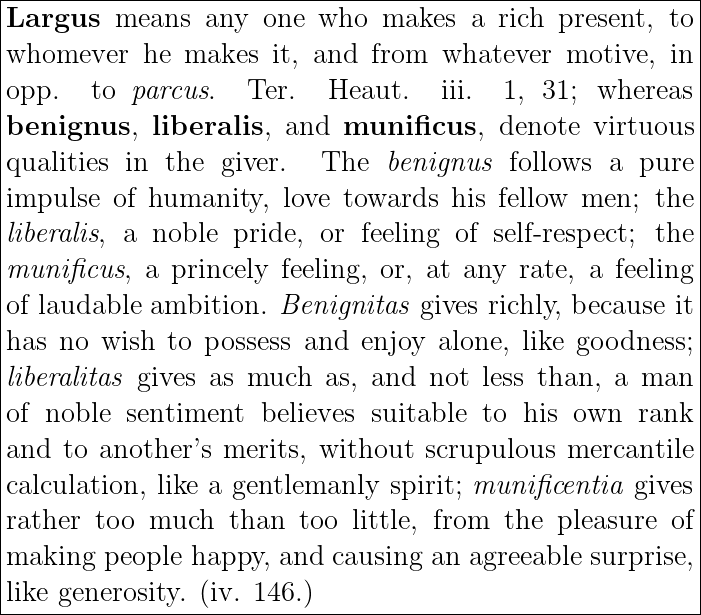 Largus means any one who makes a rich present, to
whomever he makes it, and from whatever motive, in
opp. to parcus. Ter. Heaut. iii. 1, 31; whereas
benignus, liberalis, and munificus, denote virtuous
qualities in the giver. The benignus follows a pure
impulse of humanity, love towards his fellow men; the
liberalis, a noble pride, or feeling of self-respect; the
munificus, a princely feeling, or, at any rate, a feeling
of laudable ambition. Benignitas gives richly, because it
has no wish to possess and enjoy alone, like goodness;
liberalitas gives as much as, and not less than, a man
of noble sentiment believes suitable to his own rank
and to another's merits, without scrupulous mercantile
calculation, like a gentlemanly spirit; munificentia gives
rather too much than too little, from the pleasure of
making people happy, and causing an agreeable surprise,
like generosity. (iv. 146.)